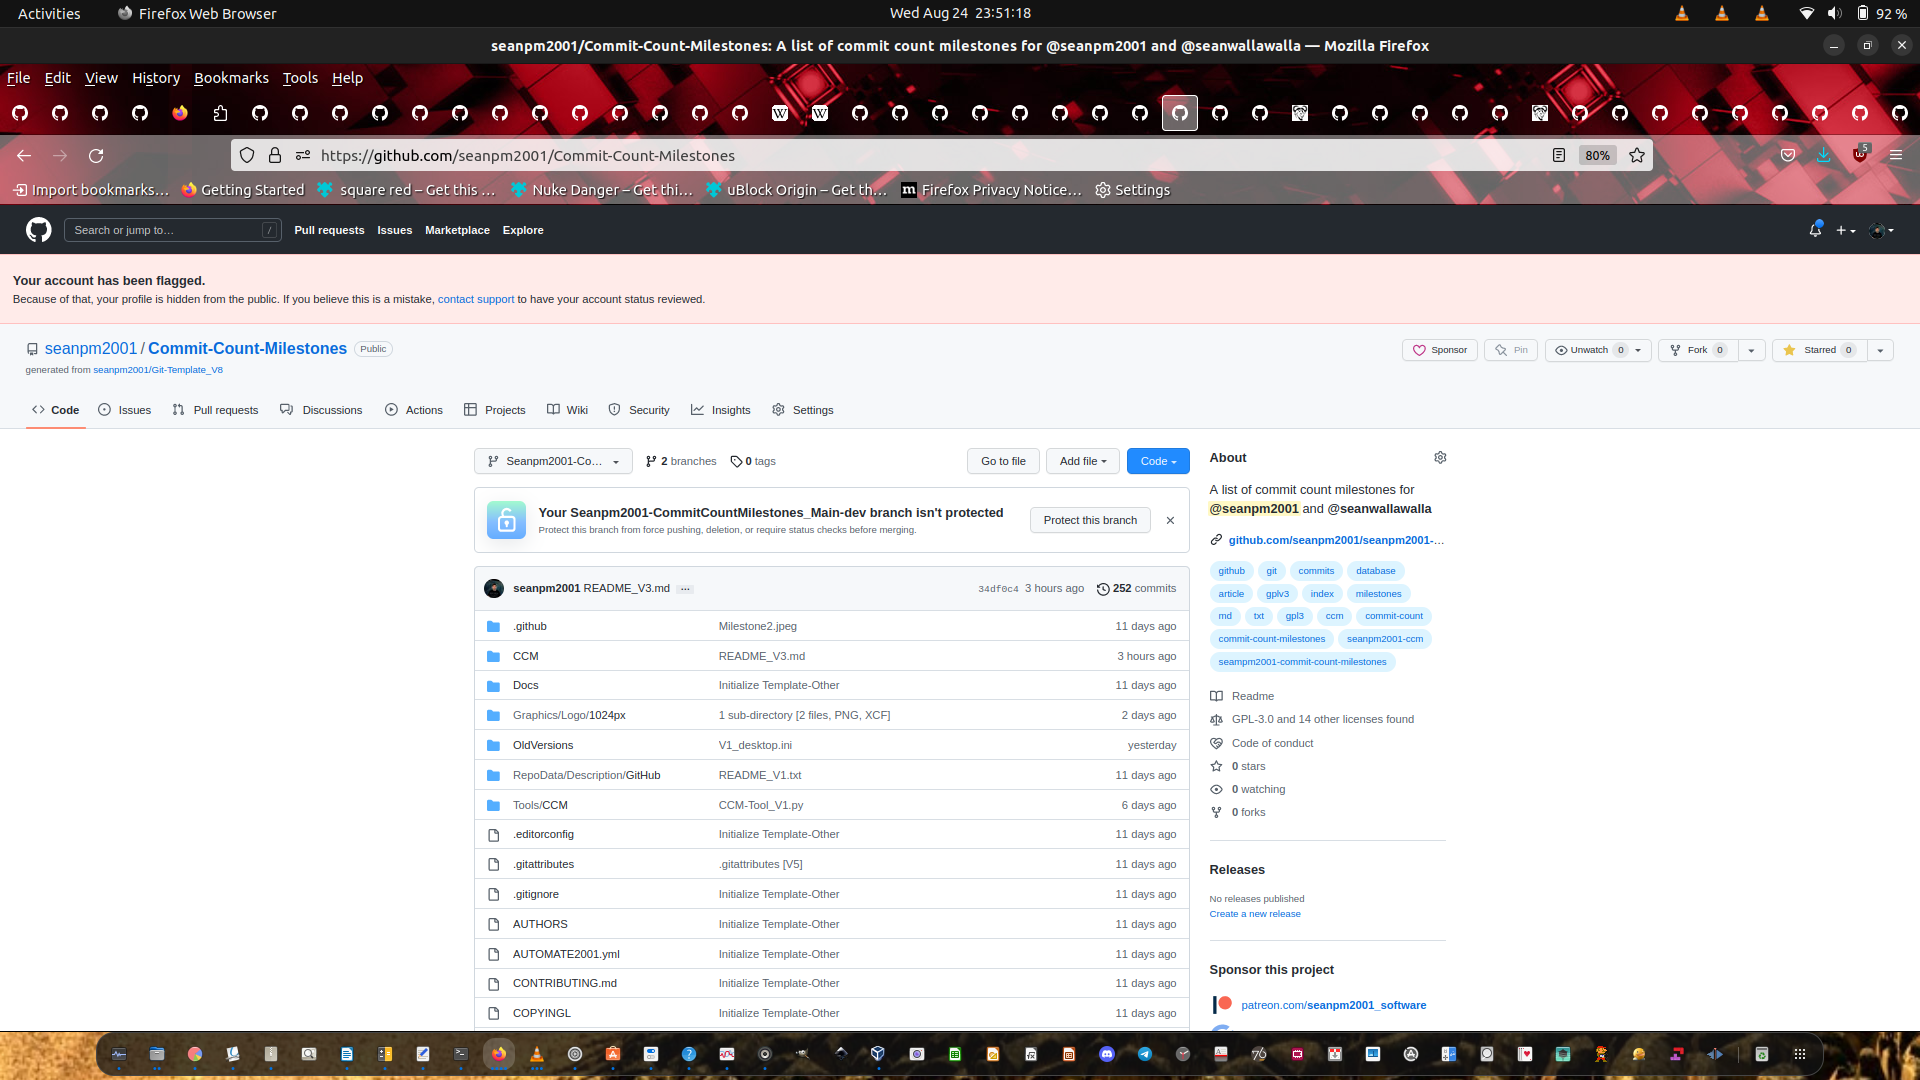 Activities
Firefox Web Browser
Wed Aug 24 23:51:18
92 %
seanpm2001/Commit-Count-Milestones: A list of commit count milestones for @seanpm2001 and @seanwallawalla — Mozilla Firefox
File Edit View History Bookmarks Tools Help
https://github.com/seanpm2001/Commit-Count-Milestones
80%
5
Import bookmarks…
Getting Started
square red – Get this …
Nuke Danger – Get thi…
uBlock Origin – Get th…
Firefox Privacy Notice…
Settings
Search or jump to…
/
Pull requests
Issues
Marketplace
Explore
Your account has been flagged.
Because of that, your profile is hidden from the public. If you believe this is a mistake, contact support to have your account status reviewed.
seanpm2001 / Commit-Count-Milestones
Public
Sponsor
Pin
Unwatch 0
Fork 0
Starred 0
generated from seanpm2001/Git-Template_V8
Code
Issues
Pull requests
Discussions
Actions
Projects
Wiki
Security
Insights
Settings
Seanpm2001-Co…
2 branches
0 tags
Go to file
Add file
Code
Your Seanpm2001-CommitCountMilestones_Main-dev branch isn't protected
Protect this branch from force pushing, deletion, or require status checks before merging.
Protect this branch
seanpm2001 README_V3.md …
34df0c4 3 hours ago
252 commits
.github Milestone2.jpeg 11 days ago
CCM README_V3.md 3 hours ago
Docs Initialize Template-Other 11 days ago
Graphics/Logo/1024px 1 sub-directory [2 files, PNG, XCF] 2 days ago
OldVersions V1_desktop.ini yesterday
RepoData/Description/GitHub README_V1.txt 11 days ago
Tools/CCM CCM-Tool_V1.py 6 days ago
.editorconfig Initialize Template-Other 11 days ago
.gitattributes .gitattributes [V5] 11 days ago
.gitignore Initialize Template-Other 11 days ago
AUTHORS Initialize Template-Other 11 days ago
AUTOMATE2001.yml Initialize Template-Other 11 days ago
CONTRIBUTING.md Initialize Template-Other 11 days ago
COPYINGL Initialize Template-Other 11 days ago
About
A list of commit count milestones for
@seanpm2001 and @seanwallawalla
github.com/seanpm2001/seanpm2001-…
github git commits database
article gplv3 index milestones
md txt gpl3 ccm commit-count
commit-count-milestones seanpm2001-ccm
seampm2001-commit-count-milestones
Readme
GPL-3.0 and 14 other licenses found
Code of conduct
0 stars
0 watching
0 forks
Releases
No releases published
Create a new release
Sponsor this project
patreon.com/seanpm2001_software
76